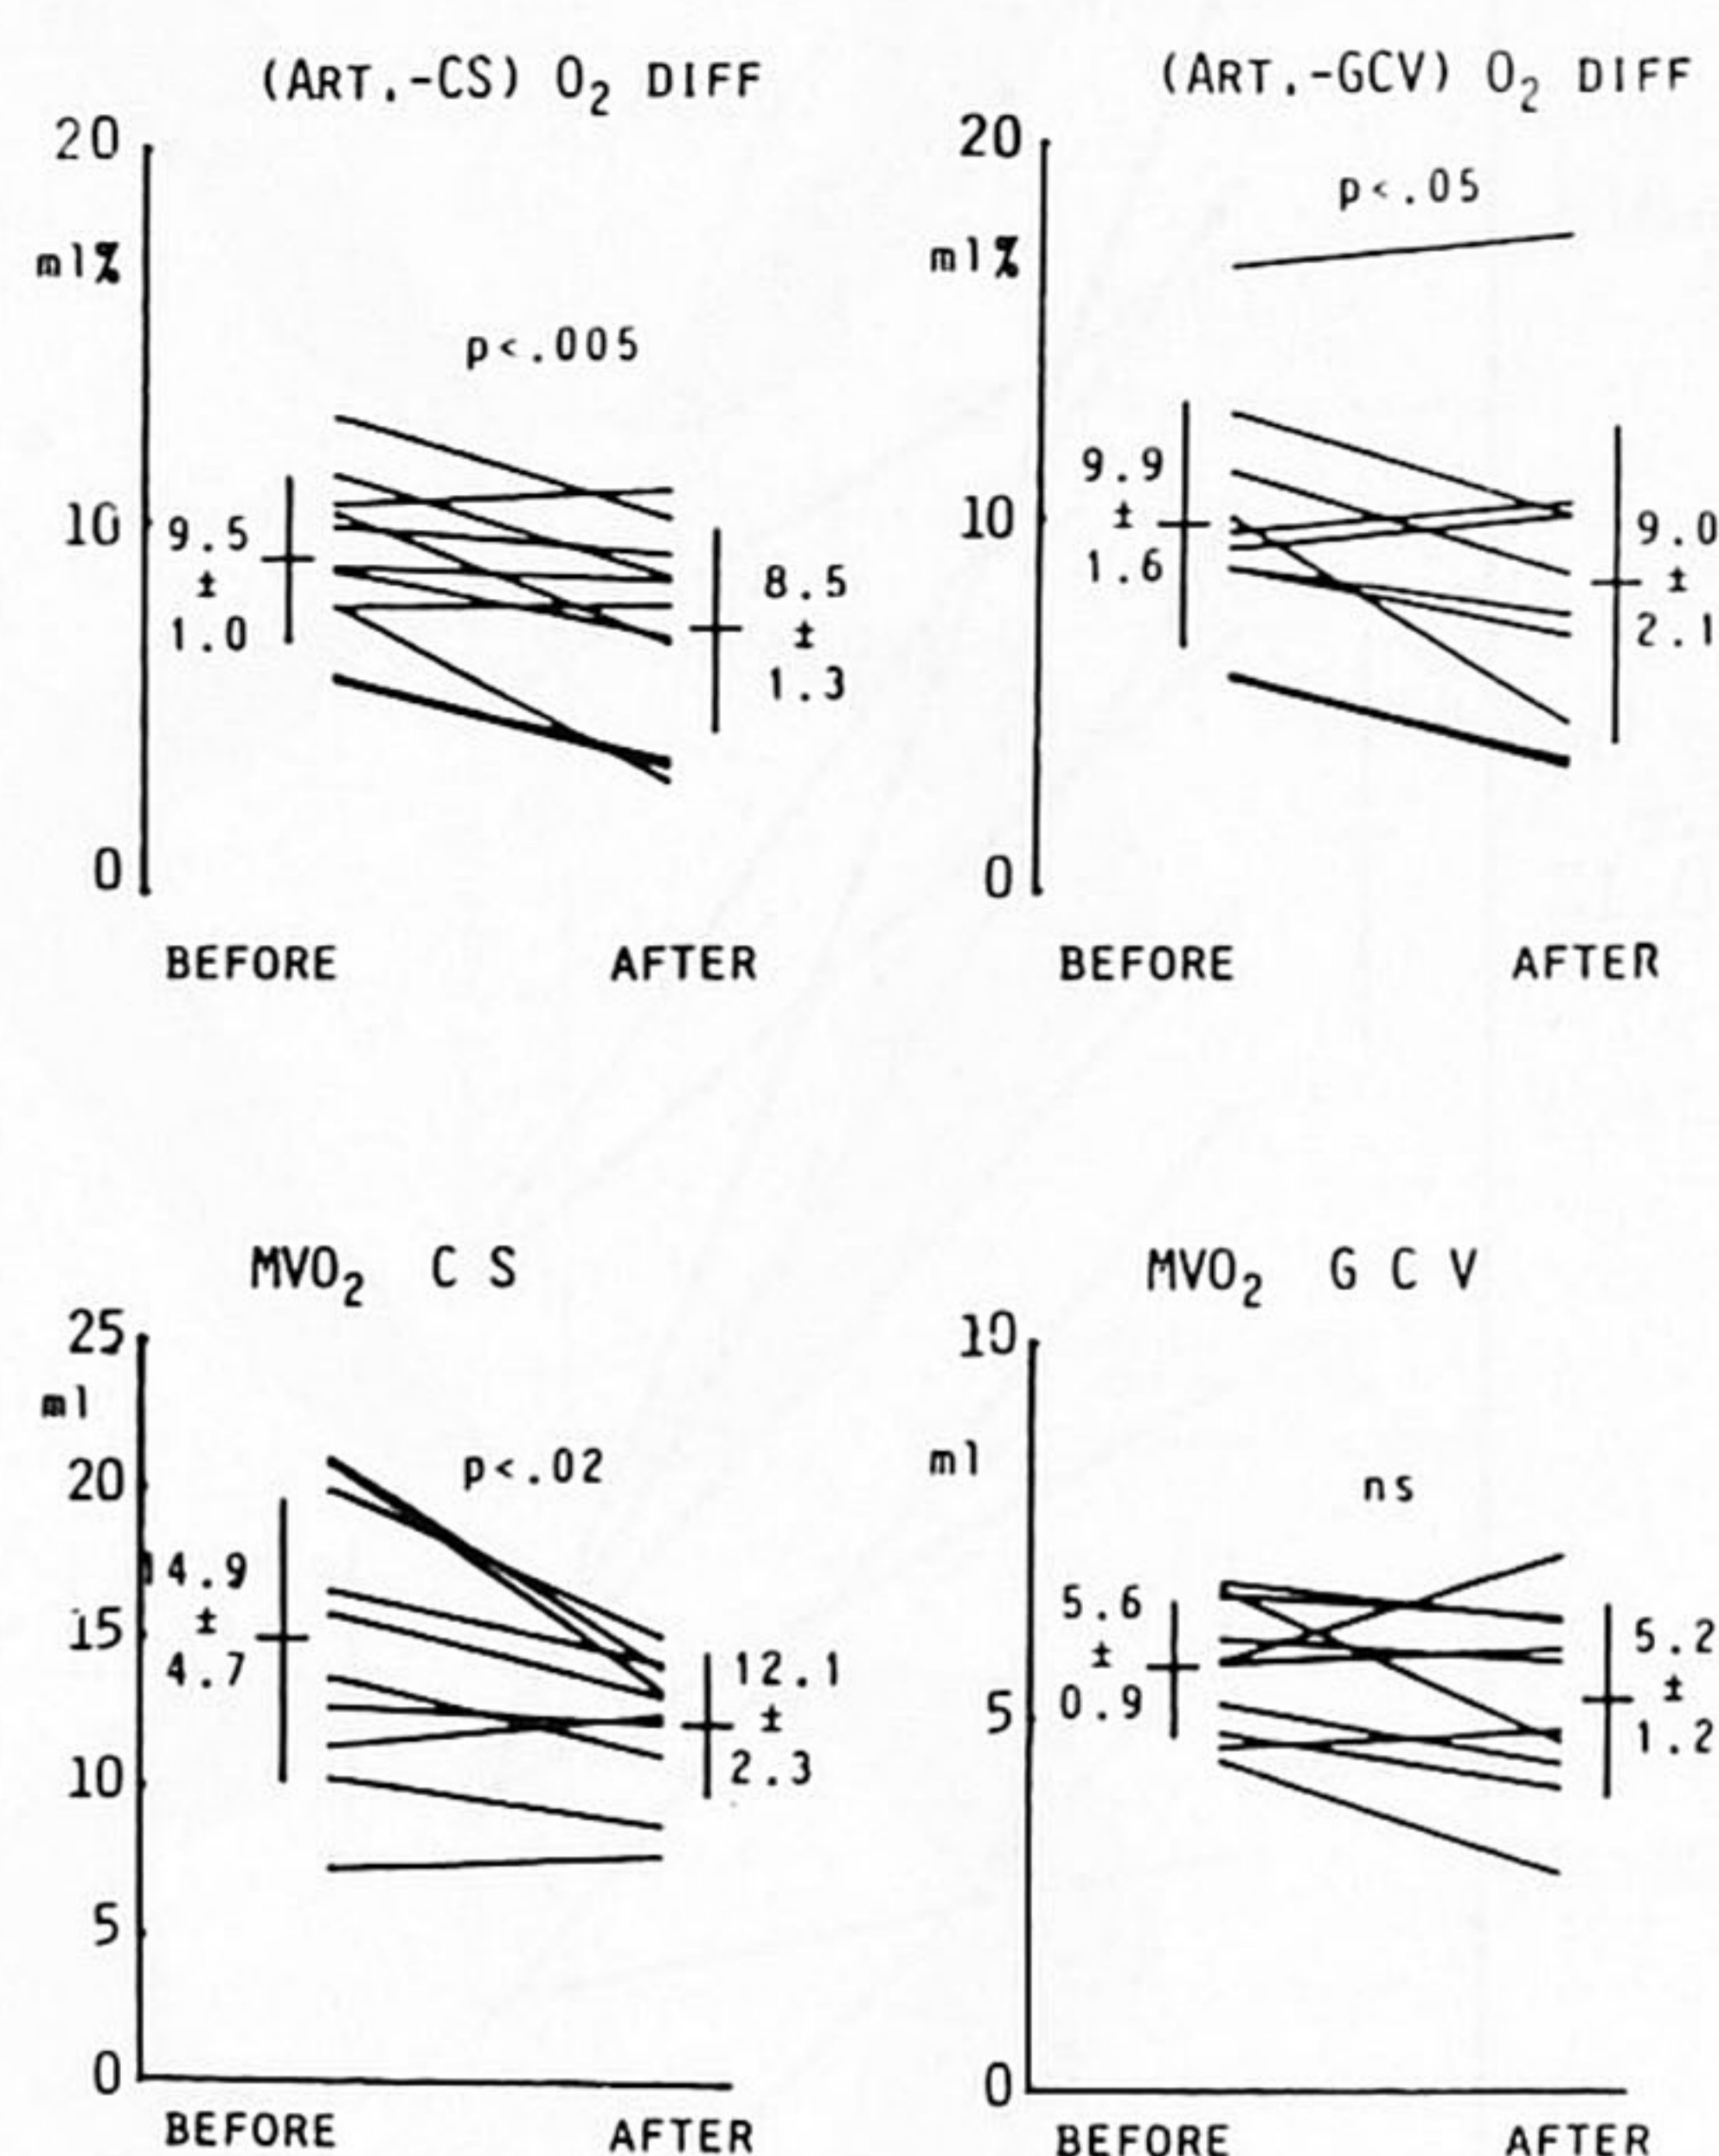 (ART.-CS) O₂ DIFF
20
ml%
p<.005
10
9.5
±
1.0
8.5
±
1.3
0
BEFORE AFTER
(ART.-GCV) O₂ DIFF
20
ml%
p<.05
10
9.9
±
1.6
9.0
±
2.1
0
BEFORE AFTER
MVO₂ C S
25
ml
20
p<.02
14.9
±
4.7
15
12.1
±
2.3
10
5
0
BEFORE AFTER
MVO₂ G C V
10
ml
ns
5.6
±
0.9
5.2
±
1.2
5
0
BEFORE AFTER